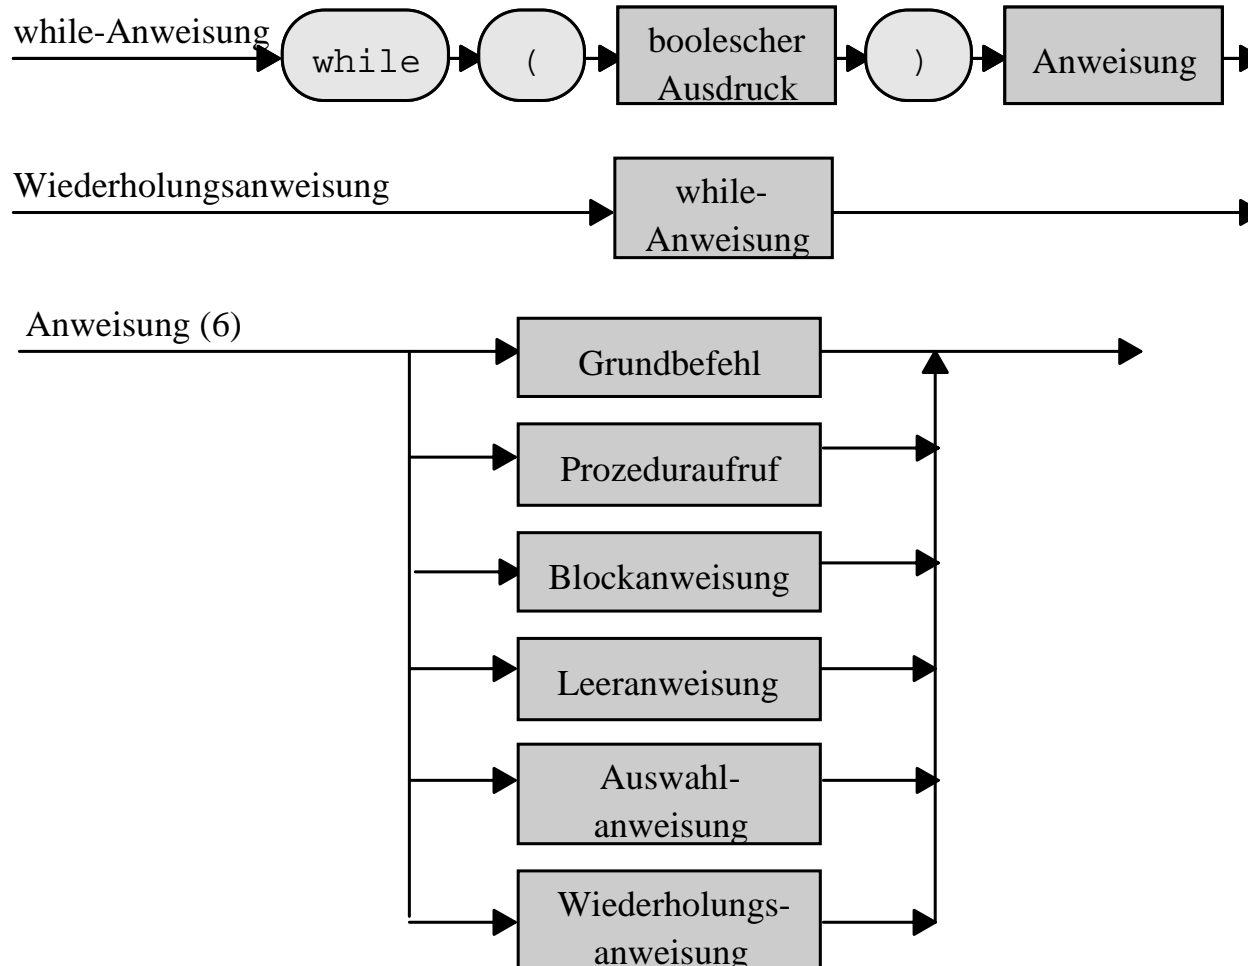 while-Anweisung
while
(
boolescher
Ausdruck
)
Anweisung
Wiederholungsanweisung
while-
Anweisung
Anweisung (6)
Grundbefehl
Prozeduraufruf
Blockanweisung
Leeranweisung
Auswahl-
anweisung
Wiederholungs-
anweisung